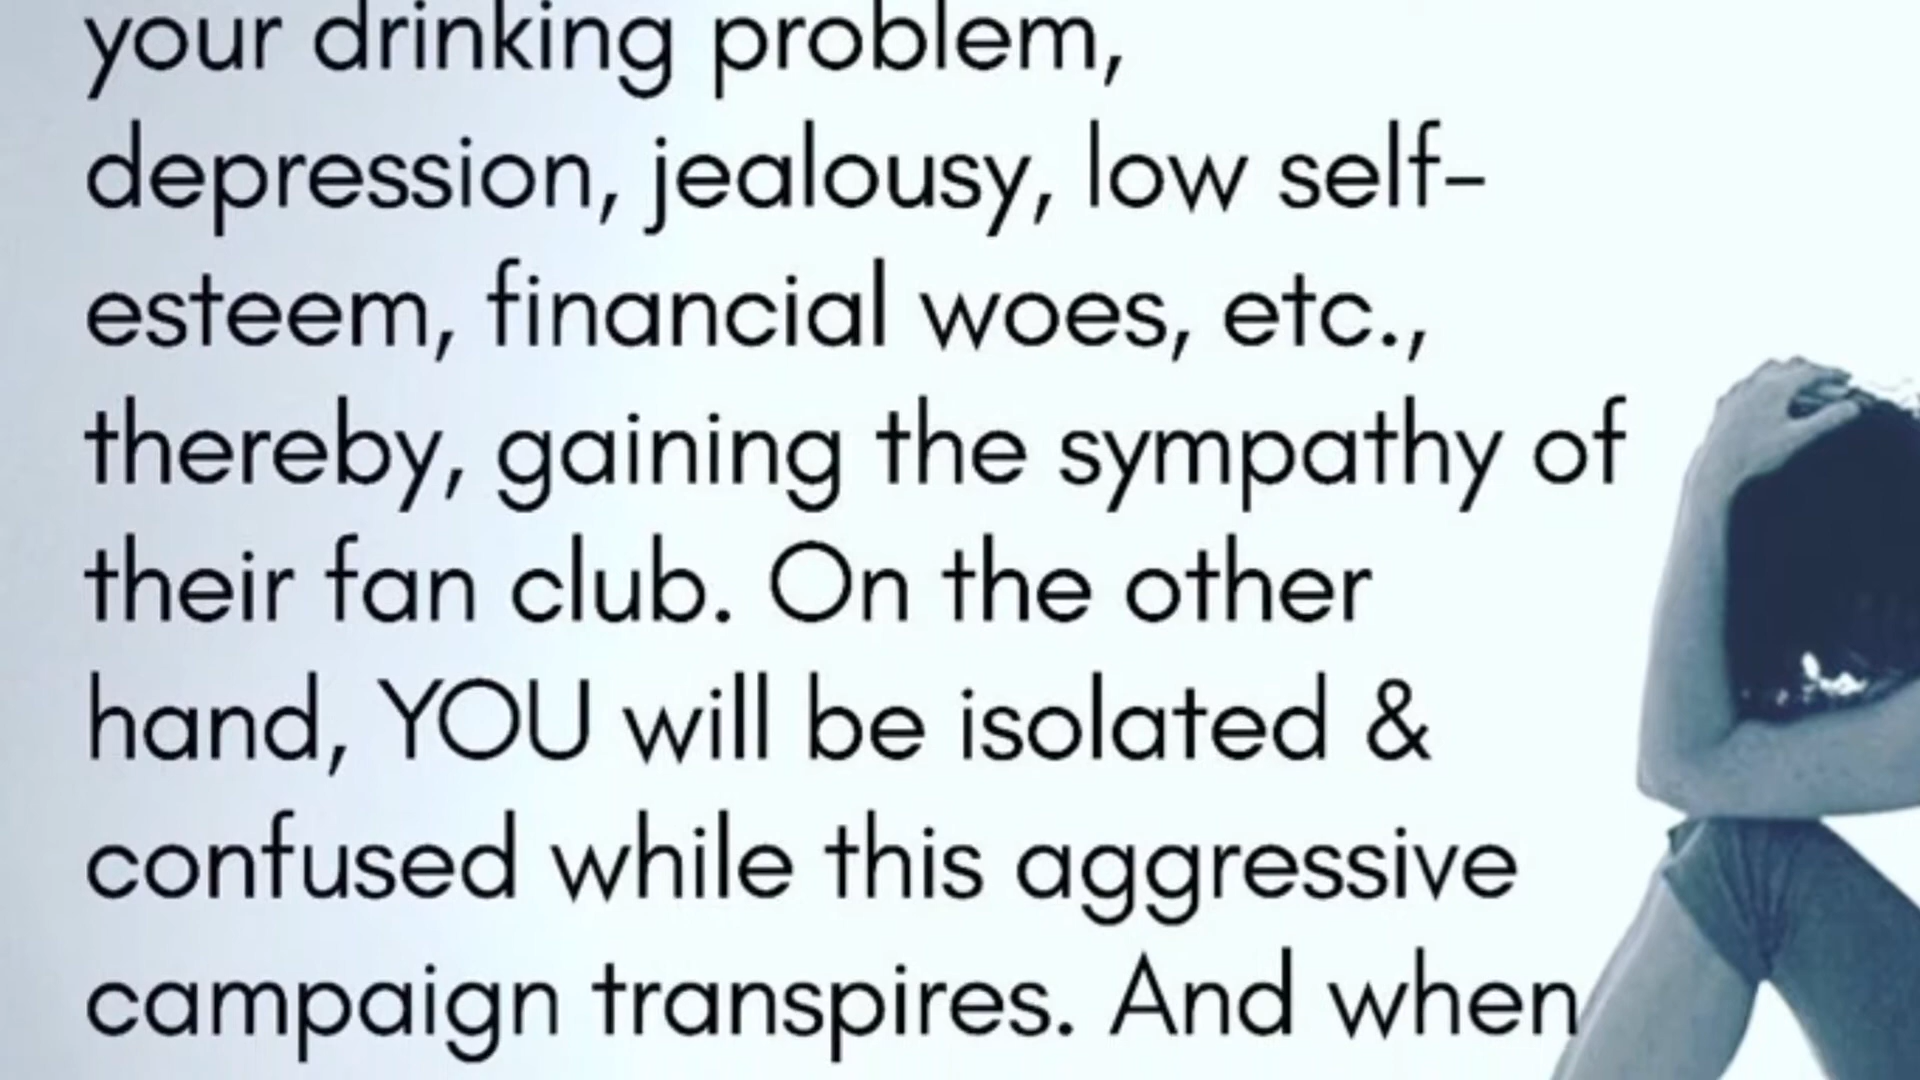 your drinking problem,
depression, jealousy, low self-
esteem, financial woes, etc.,
thereby, gaining the sympathy of
their fan club. On the other
hand, YOU will be isolated &
confused while this aggressive
campaign transpires. And when